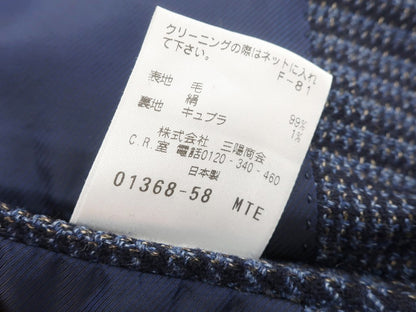 クリーニングの際はネットに入れ
て下さい。
F-81
表地 毛 99%
絹 1%
裏地 キュプラ
株式会社 三陽商会
C.R.室 電話0120-340-460
日本製
01368-58 MTE